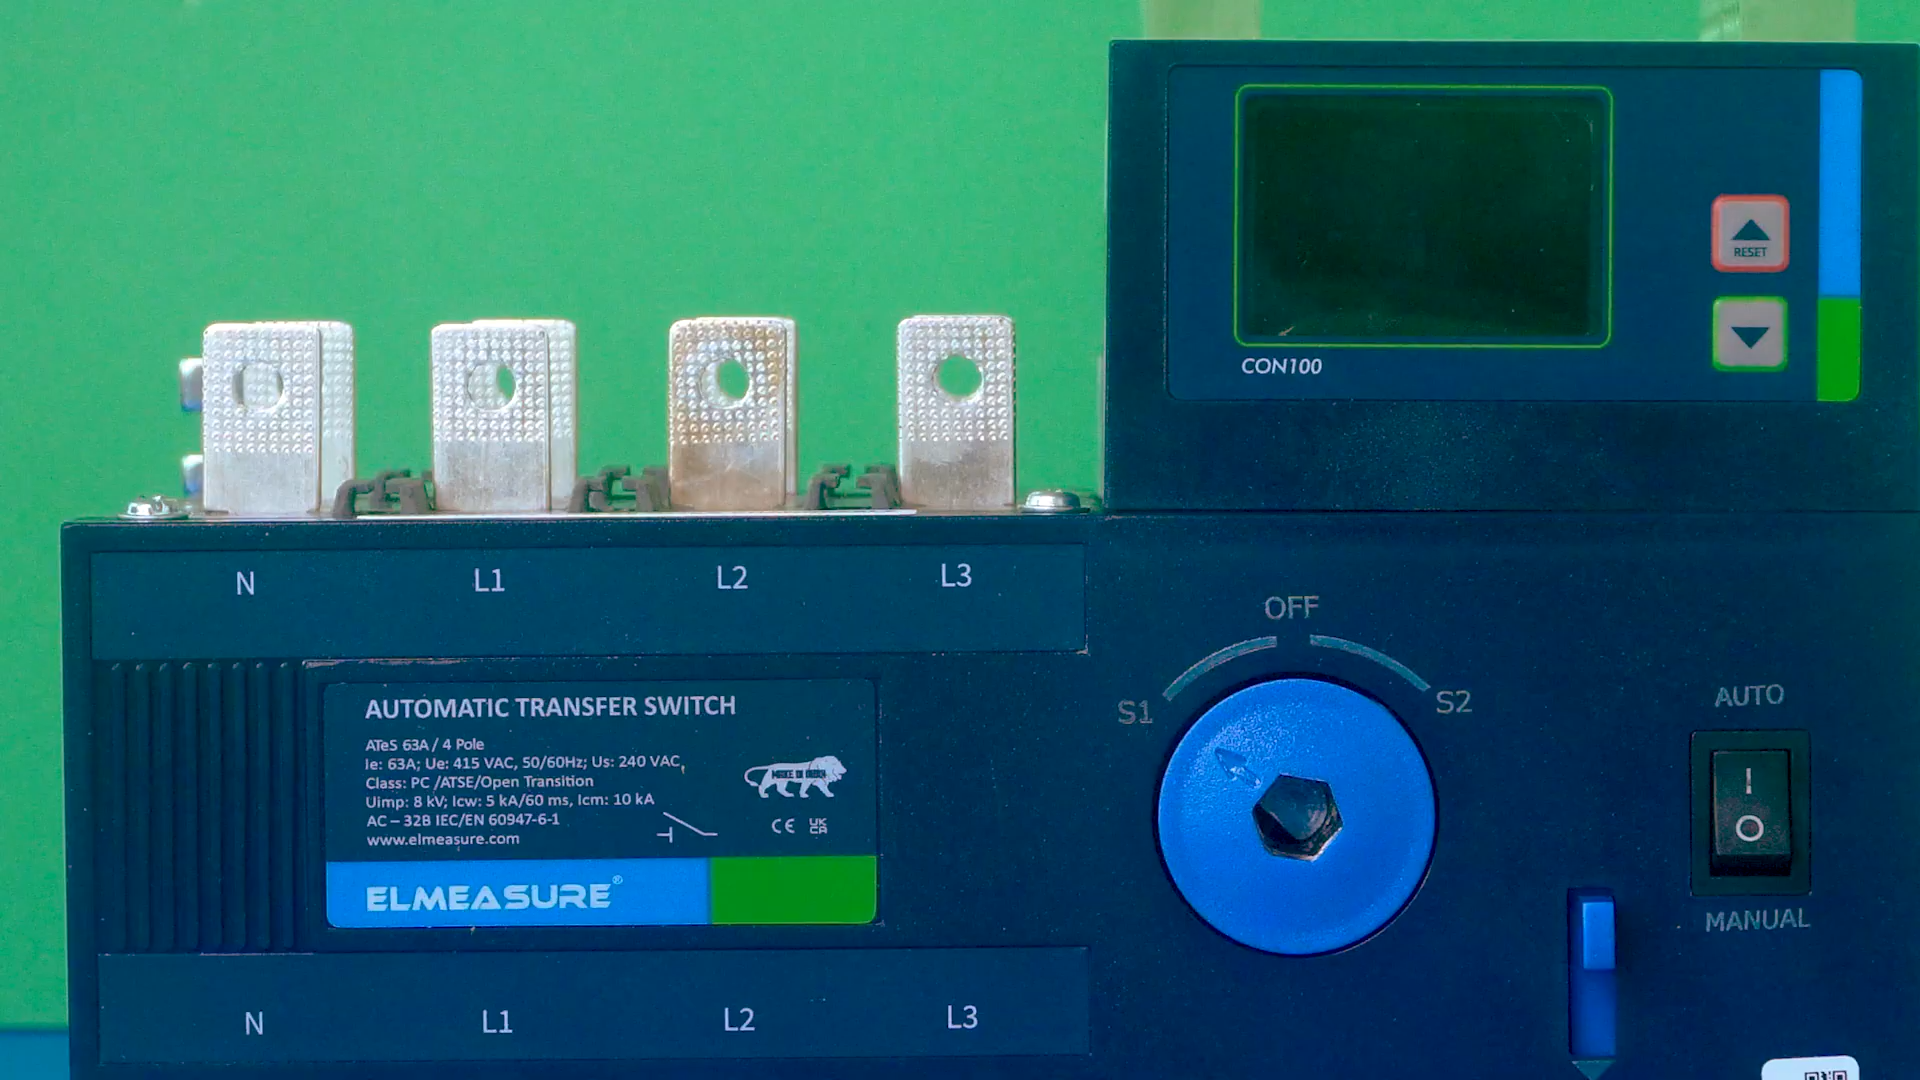 RESET
CON100
N L1 L2 L3
OFF
S1 S2
AUTOMATIC TRANSFER SWITCH
ATeS 63A / 4 Pole
Ie: 63A; Ue: 415 VAC, 50/60Hz; Us: 240 VAC,
Class: PC /ATSE/Open Transition
Uimp: 8 kV; Icw: 5 kA/60 ms, Icm: 10 kA
AC – 32B IEC/EN 60947-6-1
www.elmeasure.com
MAKE IN INDIA
CE UK CA
ELMEASURE®
AUTO
I
O
MANUAL
N L1 L2 L3